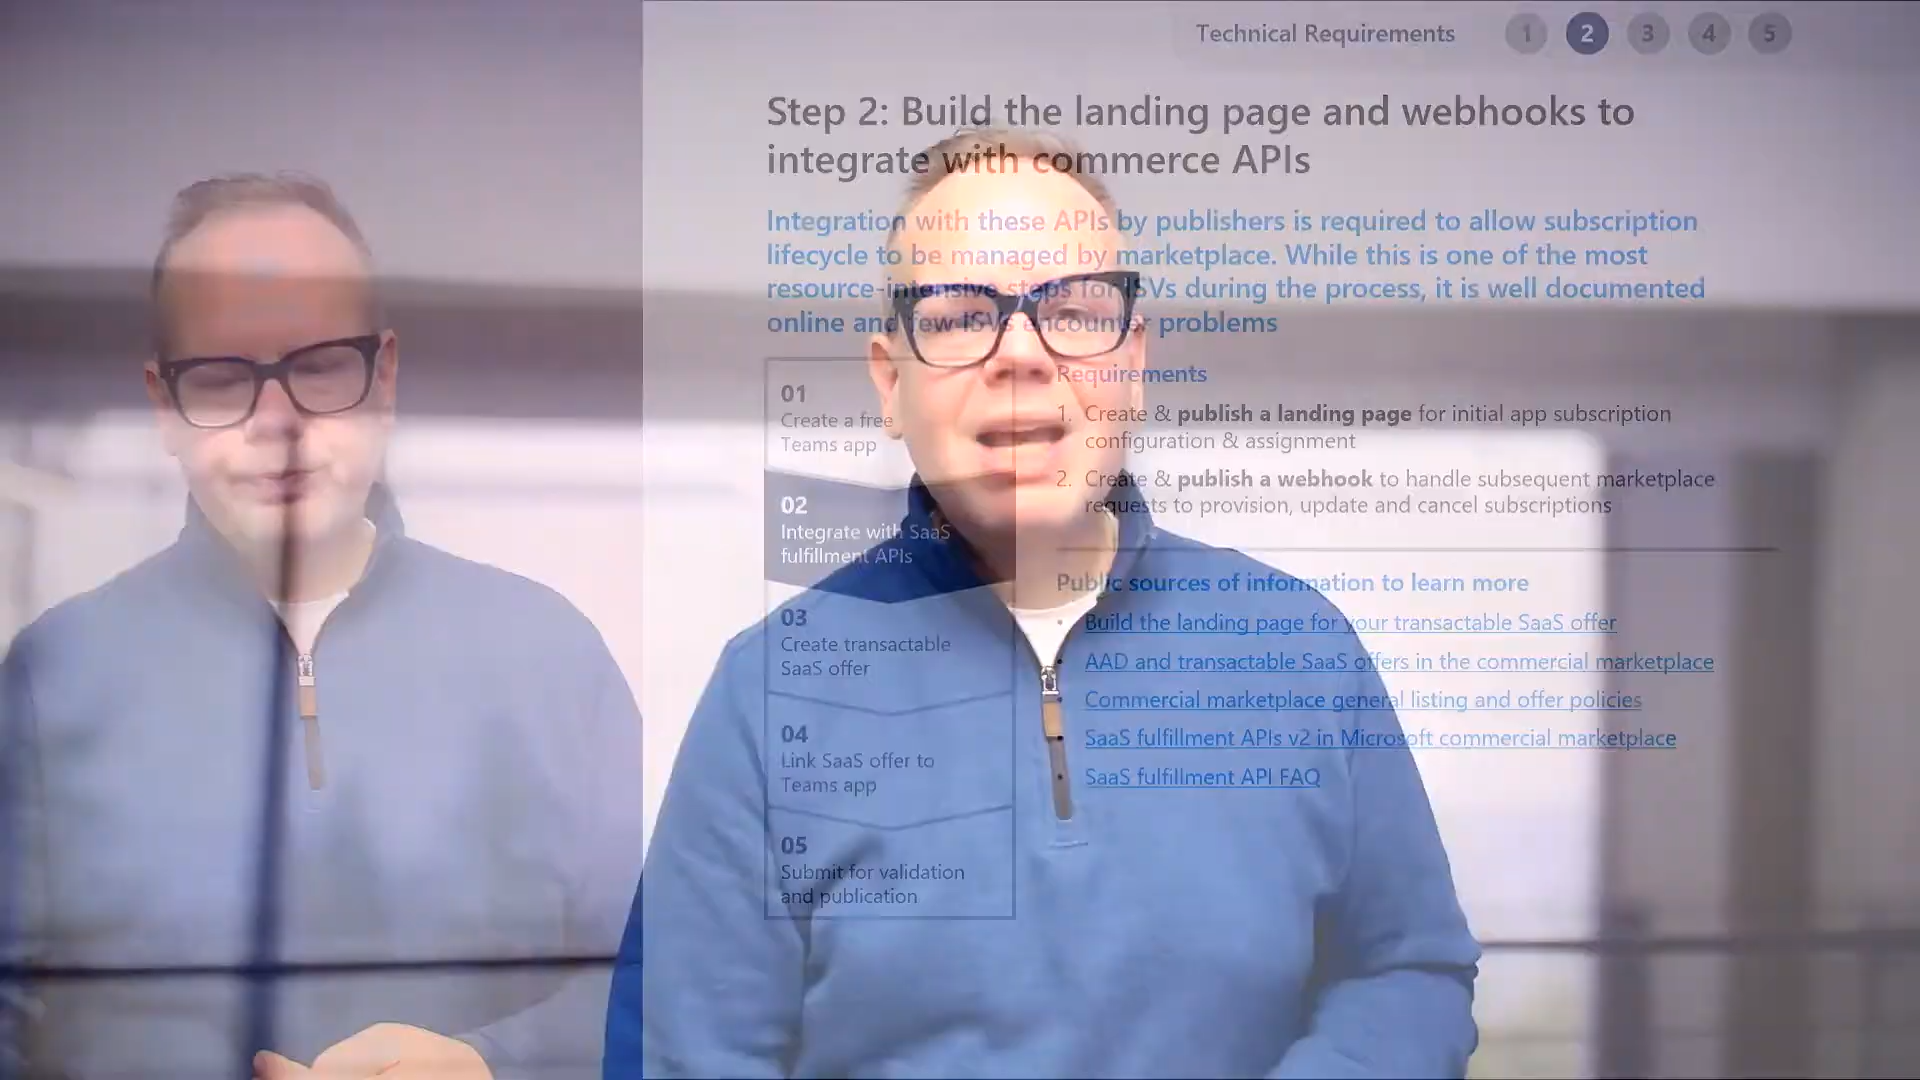 Technical Requirements 1 2 3 4 5
Step 2: Build the landing page and webhooks to
integrate with commerce APIs
Integration with these APIs by publishers is required to allow subscription
lifecycle to be managed by marketplace. While this is one of the most
resource-intensive steps for ISVs during the process, it is well documented
online and few ISVs encounter problems
01
Create a free
Teams app
02
Integrate with SaaS
fulfillment APIs
03
Create transactable
SaaS offer
04
Link SaaS offer to
Teams app
05
Submit for validation
and publication
Requirements
1. Create & publish a landing page for initial app subscription
configuration & assignment
2. Create & publish a webhook to handle subsequent marketplace
requests to provision, update and cancel subscriptions
Public sources of information to learn more
• Build the landing page for your transactable SaaS offer
• AAD and transactable SaaS offers in the commercial marketplace
• Commercial marketplace general listing and offer policies
• SaaS fulfillment APIs v2 in Microsoft commercial marketplace
• SaaS fulfillment API FAQ